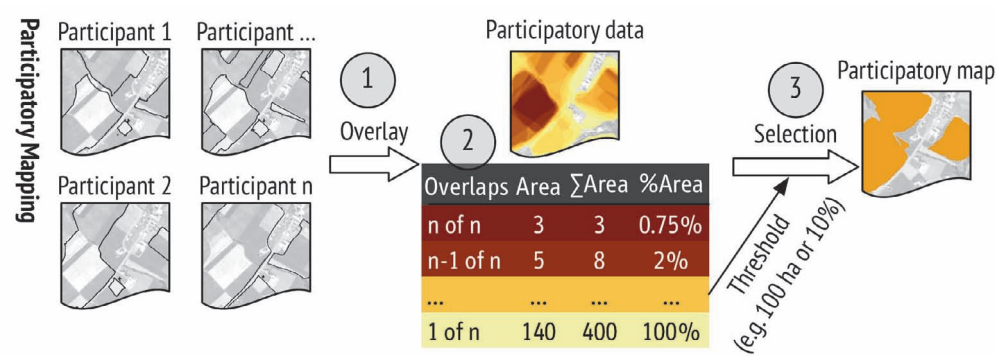 Participatory Mapping
Participant 1
Participant ...
Participant 2
Participant n
1
Overlay
2
Participatory data
Overlaps Area ∑Area %Area
n of n 3 3 0.75%
n-1 of n 5 8 2%
... ... ... ...
1 of n 140 400 100%
3
Selection
Threshold
(e.g. 100 ha or 10%)
Participatory map